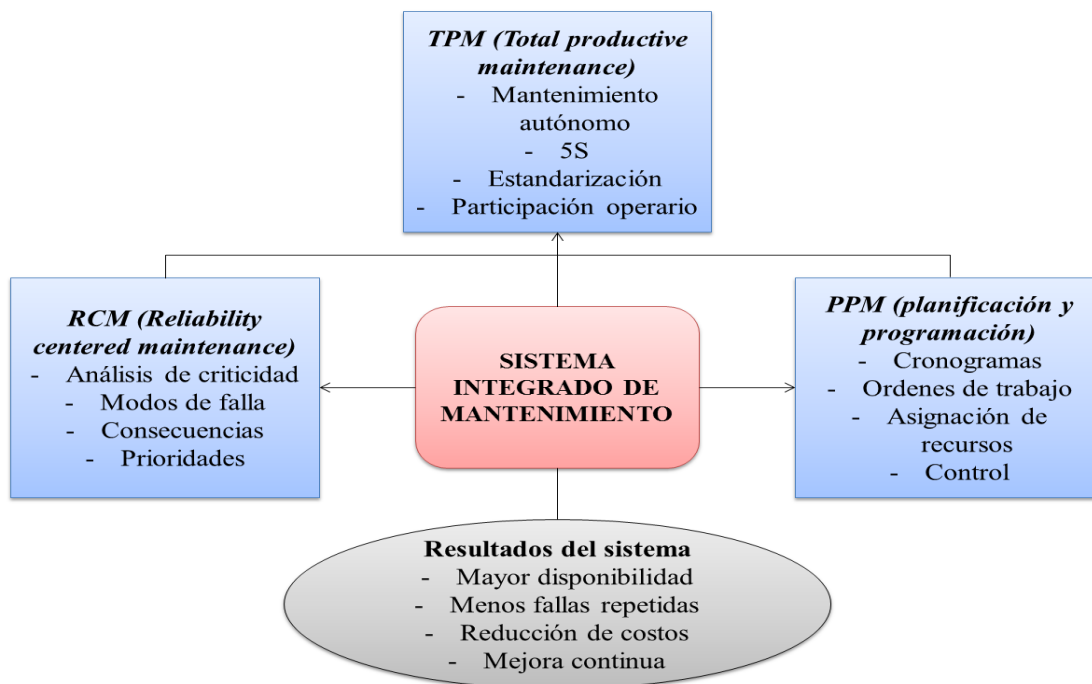 TPM (Total productive
maintenance)
- Mantenimiento
autónomo
- 5S
- Estandarización
- Participación operario
RCM (Reliability
centered maintenance)
- Análisis de criticidad
- Modos de falla
- Consecuencias
- Prioridades
SISTEMA
INTEGRADO DE
MANTENIMIENTO
PPM (planificación y
programación)
- Cronogramas
- Ordenes de trabajo
- Asignación de
recursos
- Control
Resultados del sistema
- Mayor disponibilidad
- Menos fallas repetidas
- Reducción de costos
- Mejora continua